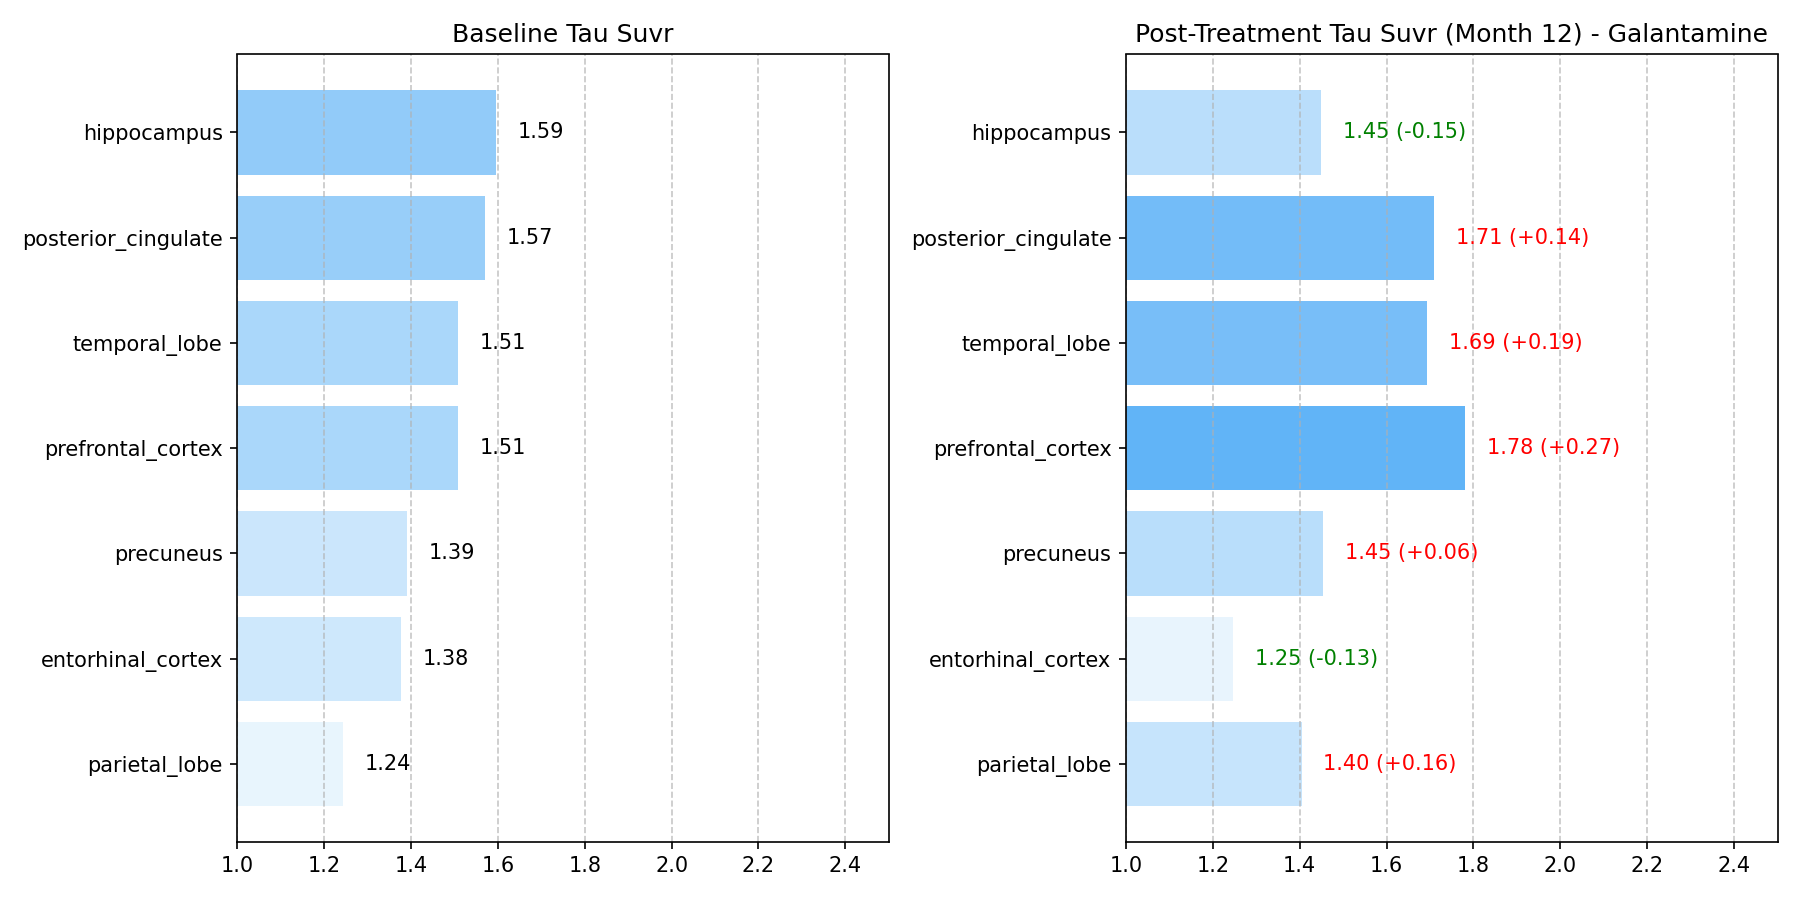 Baseline Tau Suvr
hippocampus 1.59
posterior_cingulate 1.57
temporal_lobe 1.51
prefrontal_cortex 1.51
precuneus 1.39
entorhinal_cortex 1.38
parietal_lobe 1.24
1.0 1.2 1.4 1.6 1.8 2.0 2.2 2.4
Post-Treatment Tau Suvr (Month 12) - Galantamine
hippocampus 1.45 (-0.15)
posterior_cingulate 1.71 (+0.14)
temporal_lobe 1.69 (+0.19)
prefrontal_cortex 1.78 (+0.27)
precuneus 1.45 (+0.06)
entorhinal_cortex 1.25 (-0.13)
parietal_lobe 1.40 (+0.16)
1.0 1.2 1.4 1.6 1.8 2.0 2.2 2.4